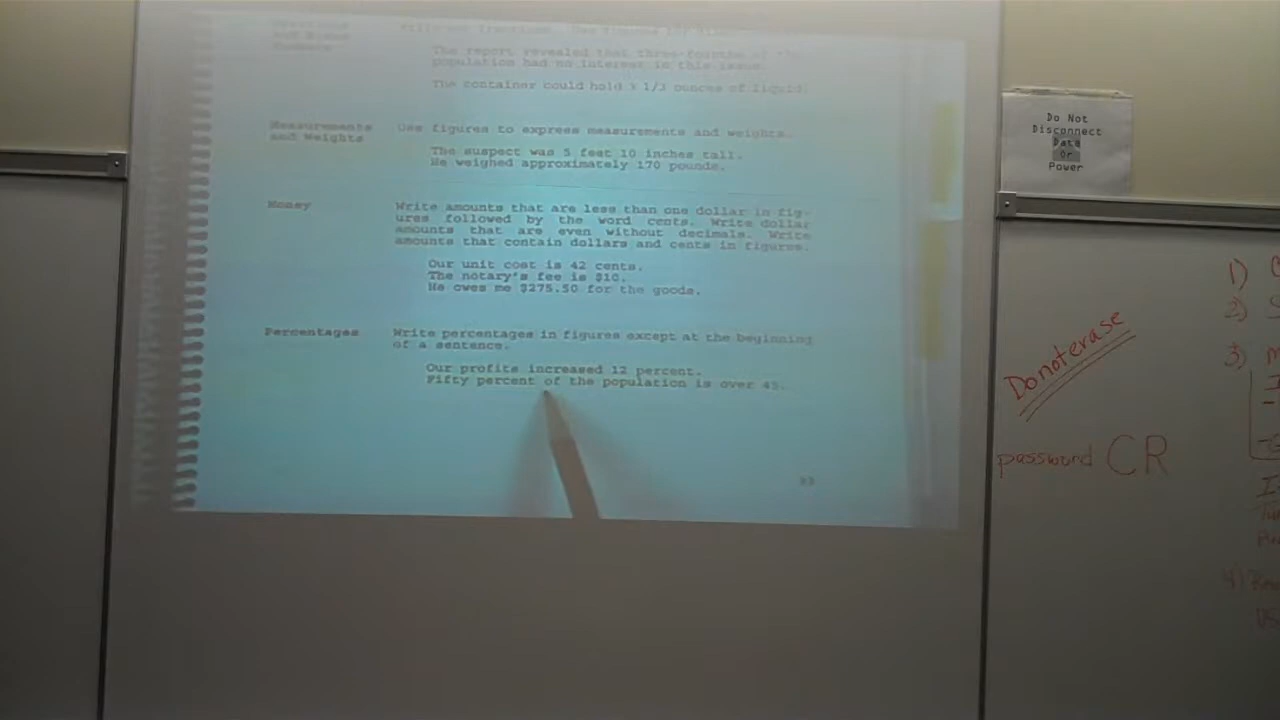 The report revealed that three-fourths of the
population had no interest in this issue.
The container could hold 3 1/3 ounces of liquid.
Measurements
and Weights
Use figures to express measurements and weights.
The suspect was 5 feet 10 inches tall.
He weighed approximately 170 pounds.
Money
Write amounts that are less than one dollar in fig-
ures followed by the word cents. Write dollar
amounts that are even without decimals. Write
amounts that contain dollars and cents in figures.
Our unit cost is 42 cents.
The notary's fee is $10.
He owes me $275.50 for the goods.
Percentages
Write percentages in figures except at the beginning
of a sentence.
Our profits increased 12 percent.
Fifty percent of the population is over 45.
Do Not
Disconnect
Data
Or
Power
Do not erase
password CR
1)
2)
3)